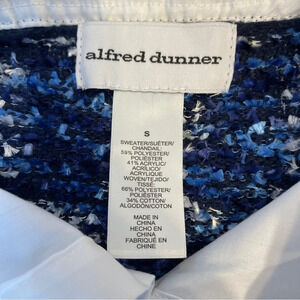 alfred dunner
S
SWEATER/SUÉTER/
CHANDAIL:
59% POLYESTER/
POLIÉSTER
41% ACRYLIC/
ACRÍLICO/
ACRYLIQUE
WOVEN/TEJIDO/
TISSÉ:
66% POLYESTER/
POLIÉSTER
34% COTTON/
ALGODÓN/COTON
MADE IN
CHINA
HECHO EN
CHINA
FABRIQUÉ EN
CHINE